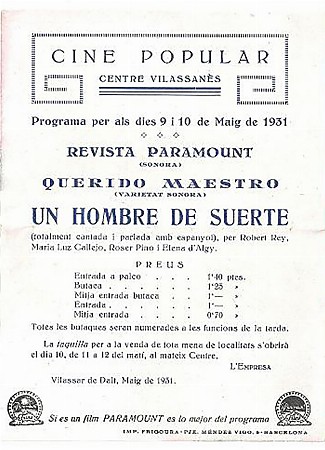 CINE POPULAR
CENTRE VILASSANÈS
Programa per als dies 9 i 10 de Maig de 1931
REVISTA PARAMOUNT
(SONORA)
QUERIDO MAESTRO
(VARIETAT SONORA)
UN HOMBRE DE SUERTE
(totalment cantada i parlada amb espanyol), per Robert Rey,
Maria Luz Callejo, Roser Pino i Elena d'Algy.
PREUS
Entrada a palco . . . 1'40 ptes.
Butaca . . . 1'25 »
Mitja entrada butaca . . 1'— »
Entrada . . . 1'— »
Mitja entrada . . . 0'70 »
Totes les butaques seran numerades a les funcions de la tarda.
La taquilla per a la venda de tota mena de localitats s'obrirà
el dia 10, de 11 a 12 del matí, al mateix Centre.
L'EMPRESA
Vilassar de Dalt, Maig de 1931.
Si es un film PARAMOUNT es lo mejor del programa
IMP. FRIGOURA-PJE. MÉNDES VIGO, 5-BARCELONA